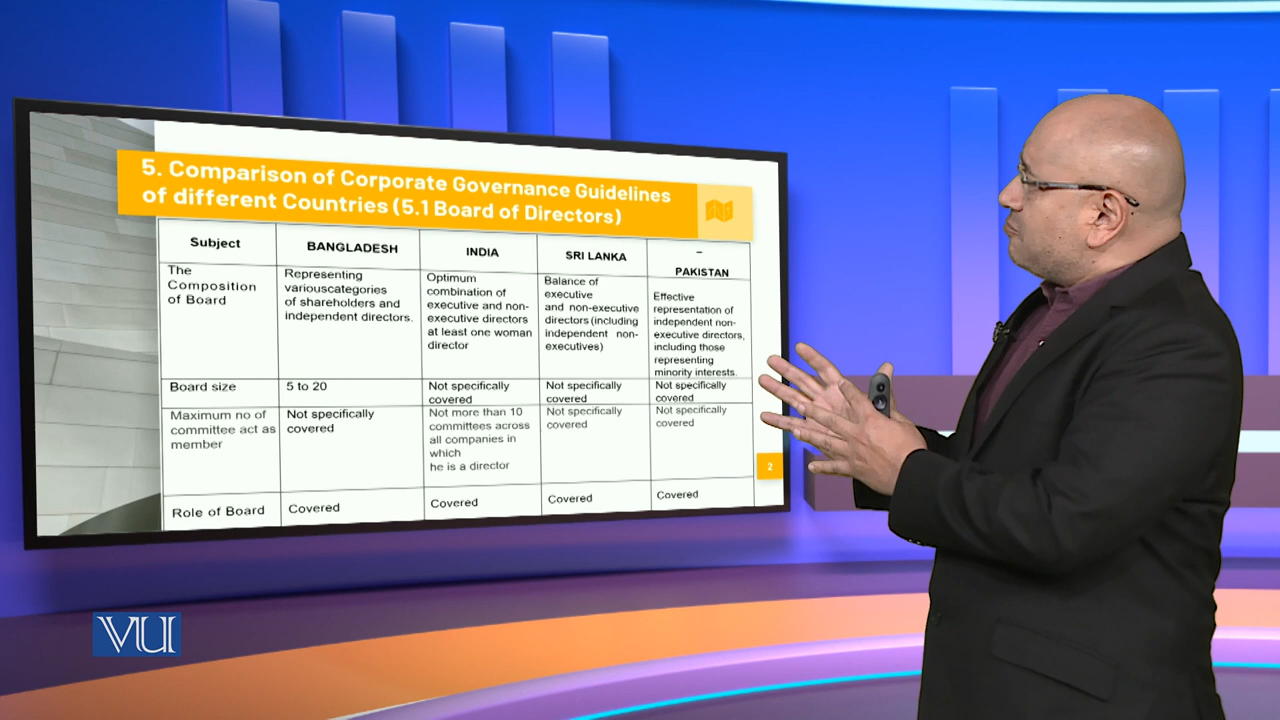 5. Comparison of Corporate Governance Guidelines
of different Countries (5.1 Board of Directors)
Subject
BANGLADESH
INDIA
SRI LANKA
–
PAKISTAN
The
Composition
of Board
Representing
variouscategories
of shareholders and
independent directors.
Optimum
combination of
executive and non-
executive directors
at least one woman
director
Balance of
executive
and non-executive
directors (including
independent non-
executives)
Effective
representation of
independent non-
executive directors,
including those
representing
minority interests.
Board size
5 to 20
Not specifically
covered
Not specifically
covered
Not specifically
covered
Maximum no of
committee act as
member
Not specifically
covered
Not more than 10
committees across
all companies in
which
he is a director
Not specifically
covered
Not specifically
covered
Role of Board
Covered
Covered
Covered
Covered
2
VU